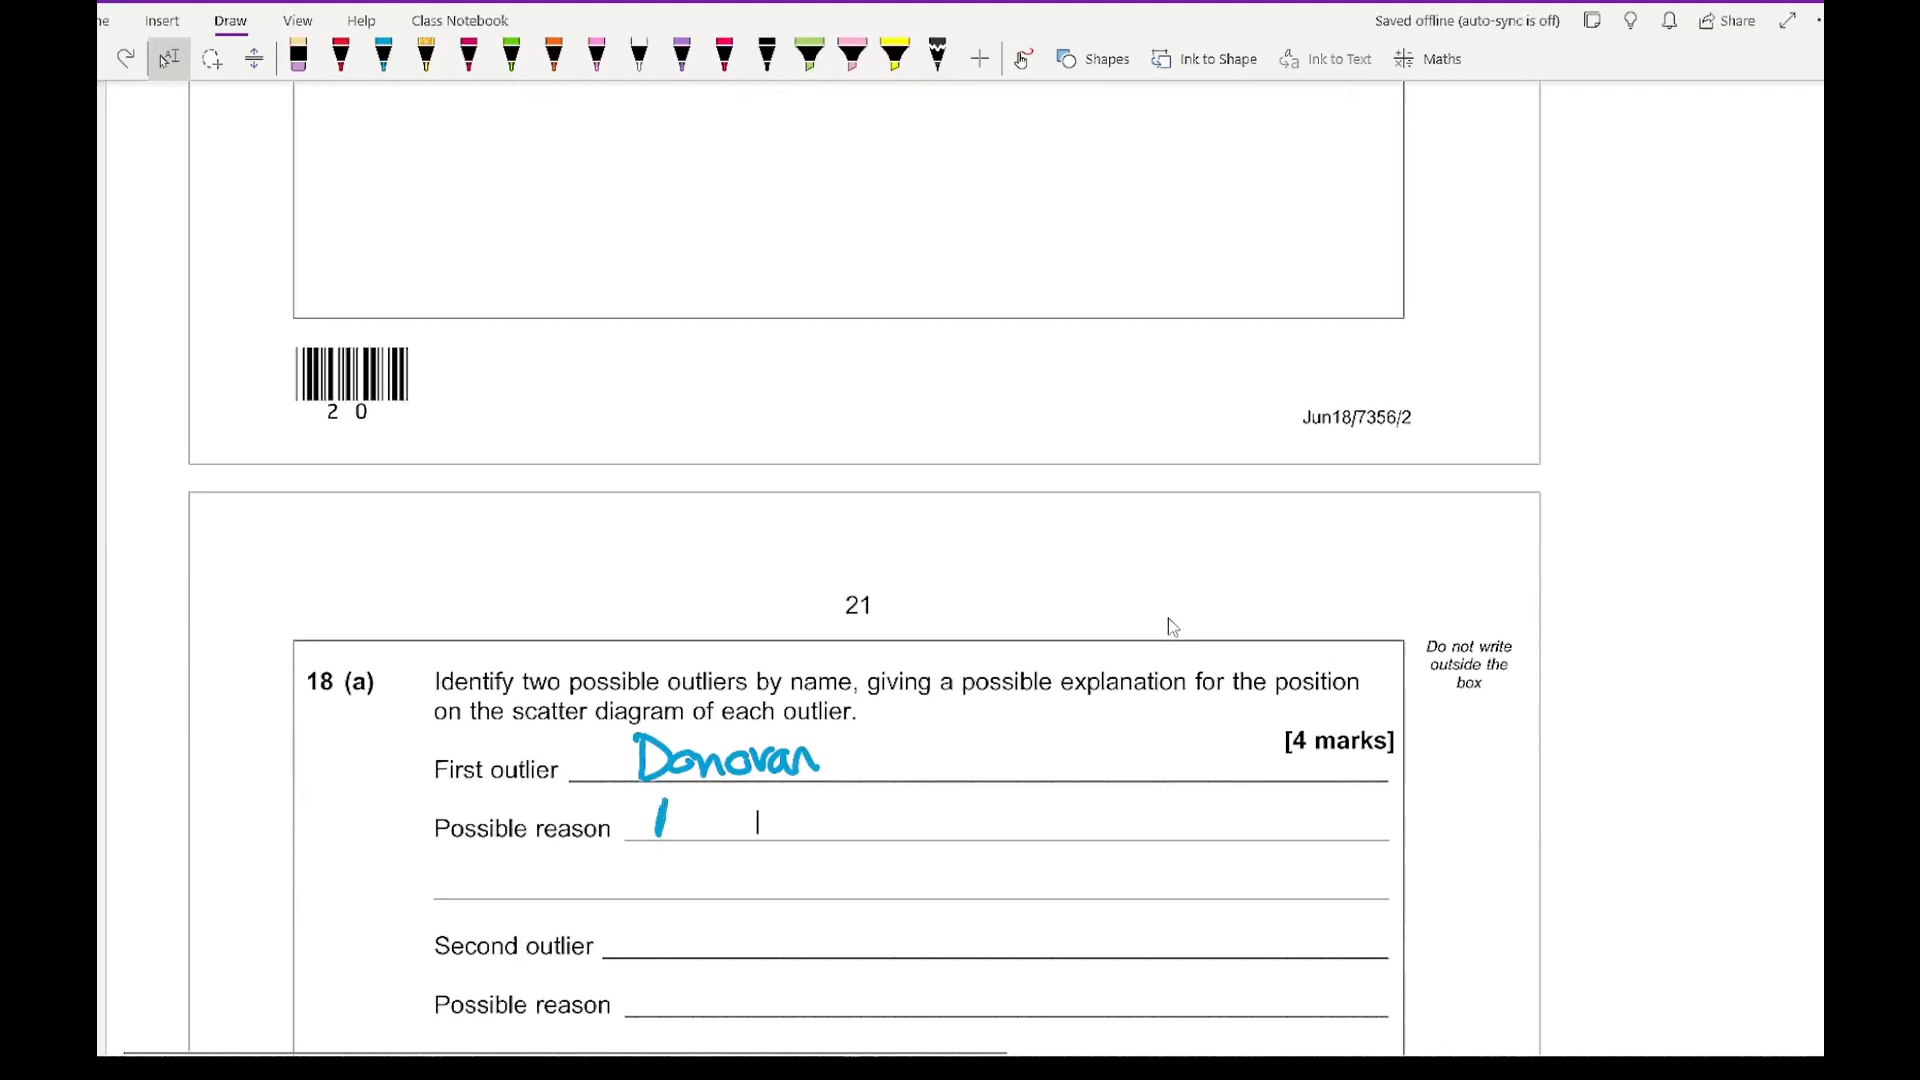 ne Insert Draw View Help Class Notebook Saved offline (auto-sync is off) Share
Shapes Ink to Shape Ink to Text Maths
2 0
Jun18/7356/2
21
Do not write
outside the
box
18 (a) Identify two possible outliers by name, giving a possible explanation for the position
on the scatter diagram of each outlier.
[4 marks]
First outlier Donovan
Possible reason
Second outlier
Possible reason